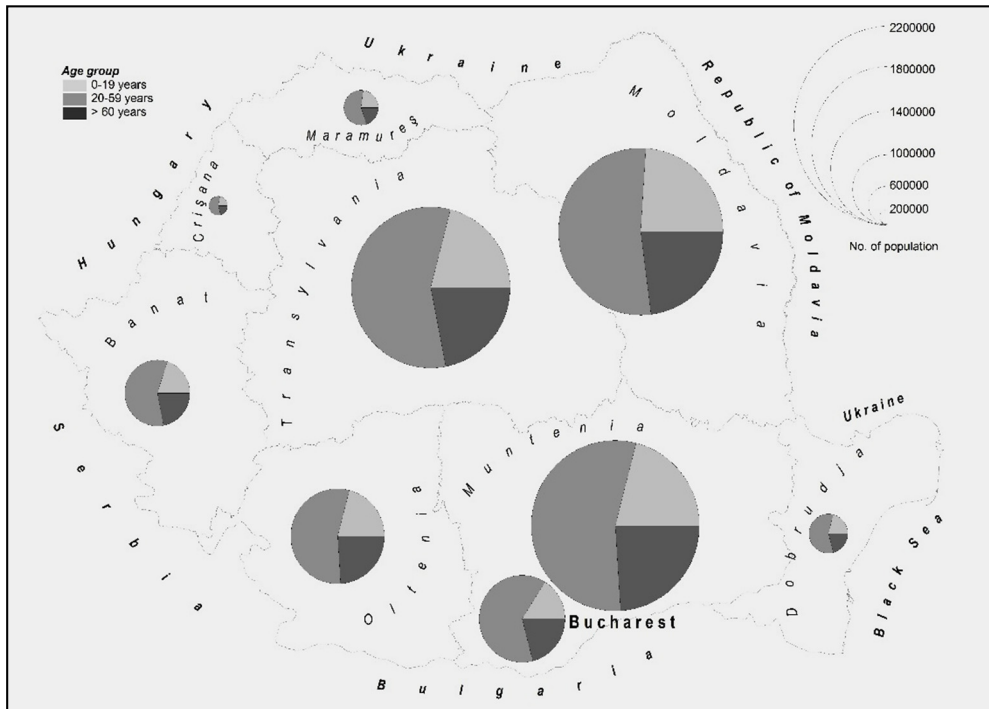 Age group
0-19 years
20-59 years
> 60 years
Ukraine
Republic of Moldavia
2200000
1800000
1400000
1000000
600000
200000
No. of population
Hungary
Maramureş
Moldavia
Crişana
Transylvania
Banat
Serbia
Oltenia
Muntenia
Bucharest
Dobrudja
Ukraine
Black Sea
Bulgaria